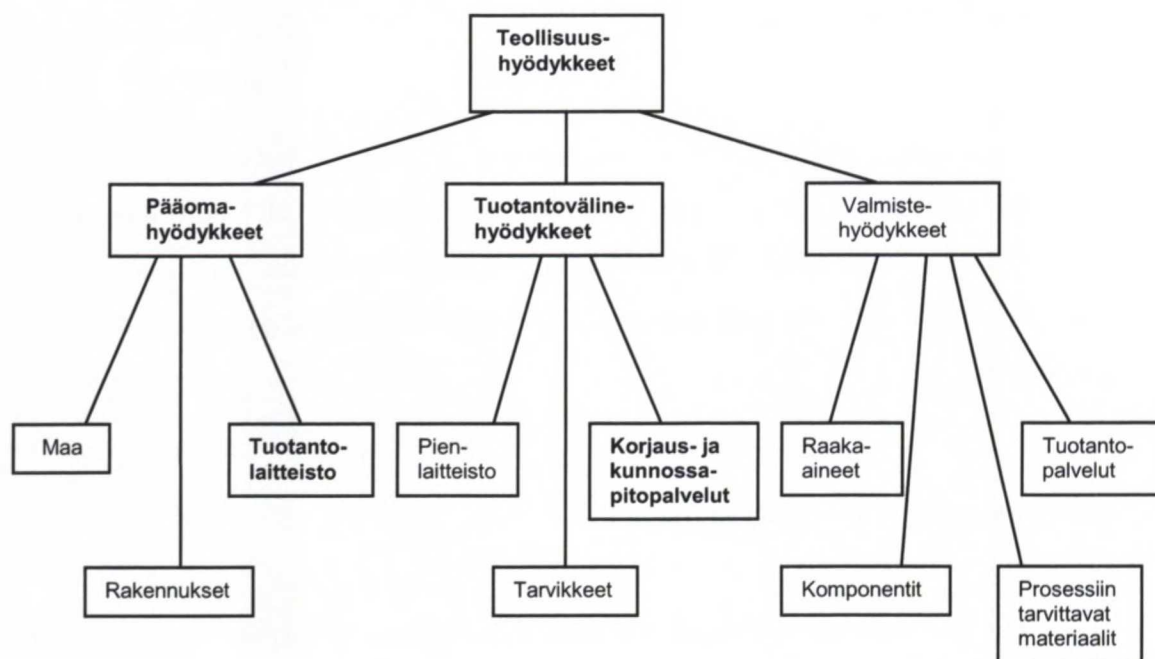 Teollisuus-
hyödykkeet
Pääoma-
hyödykkeet
Tuotantoväline-
hyödykkeet
Valmiste-
hyödykkeet
Maa
Tuotanto-
laitteisto
Pien-
laitteisto
Korjaus- ja
kunnossa-
pitopalvelut
Raaka-
aineet
Tuotanto-
palvelut
Rakennukset
Tarvikkeet
Komponentit
Prosessiin
tarvittavat
materiaalit